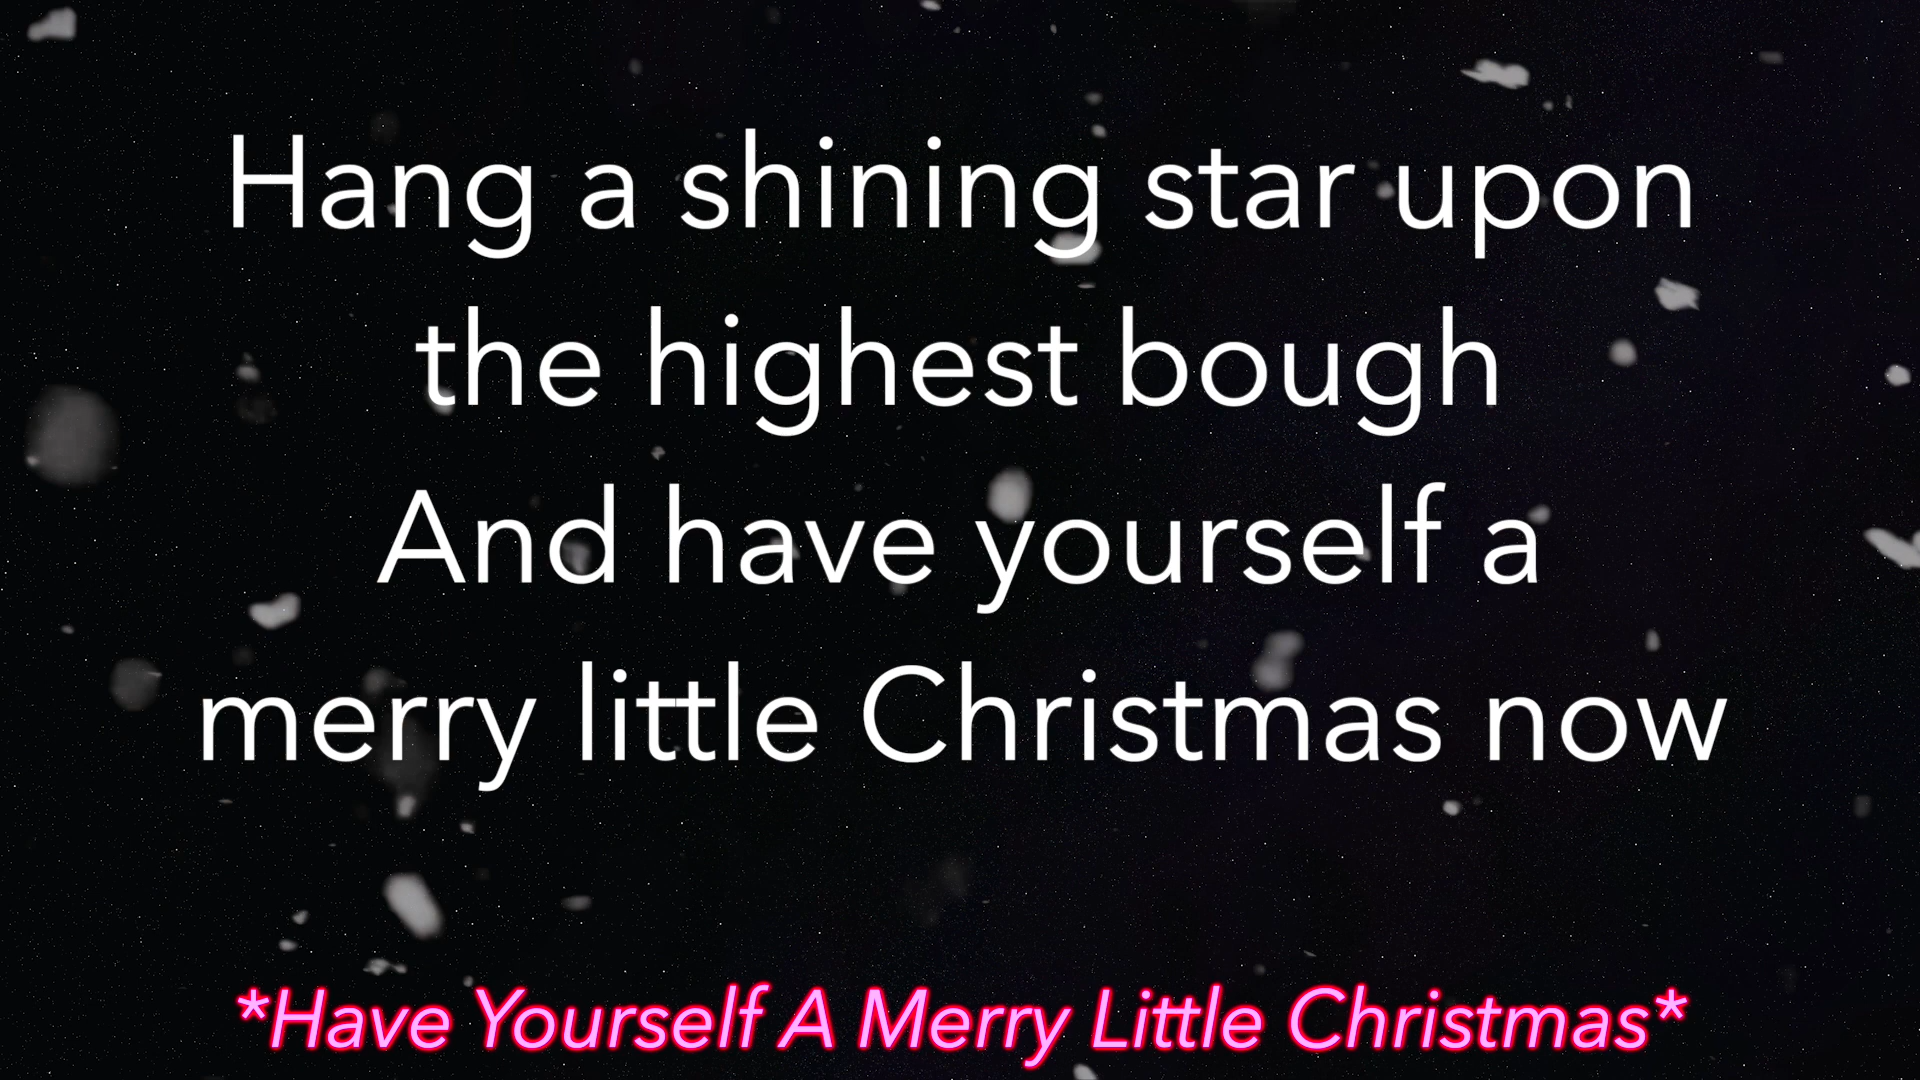 Hang a shining star upon
the highest bough
And have yourself a
merry little Christmas now
*Have Yourself A Merry Little Christmas*